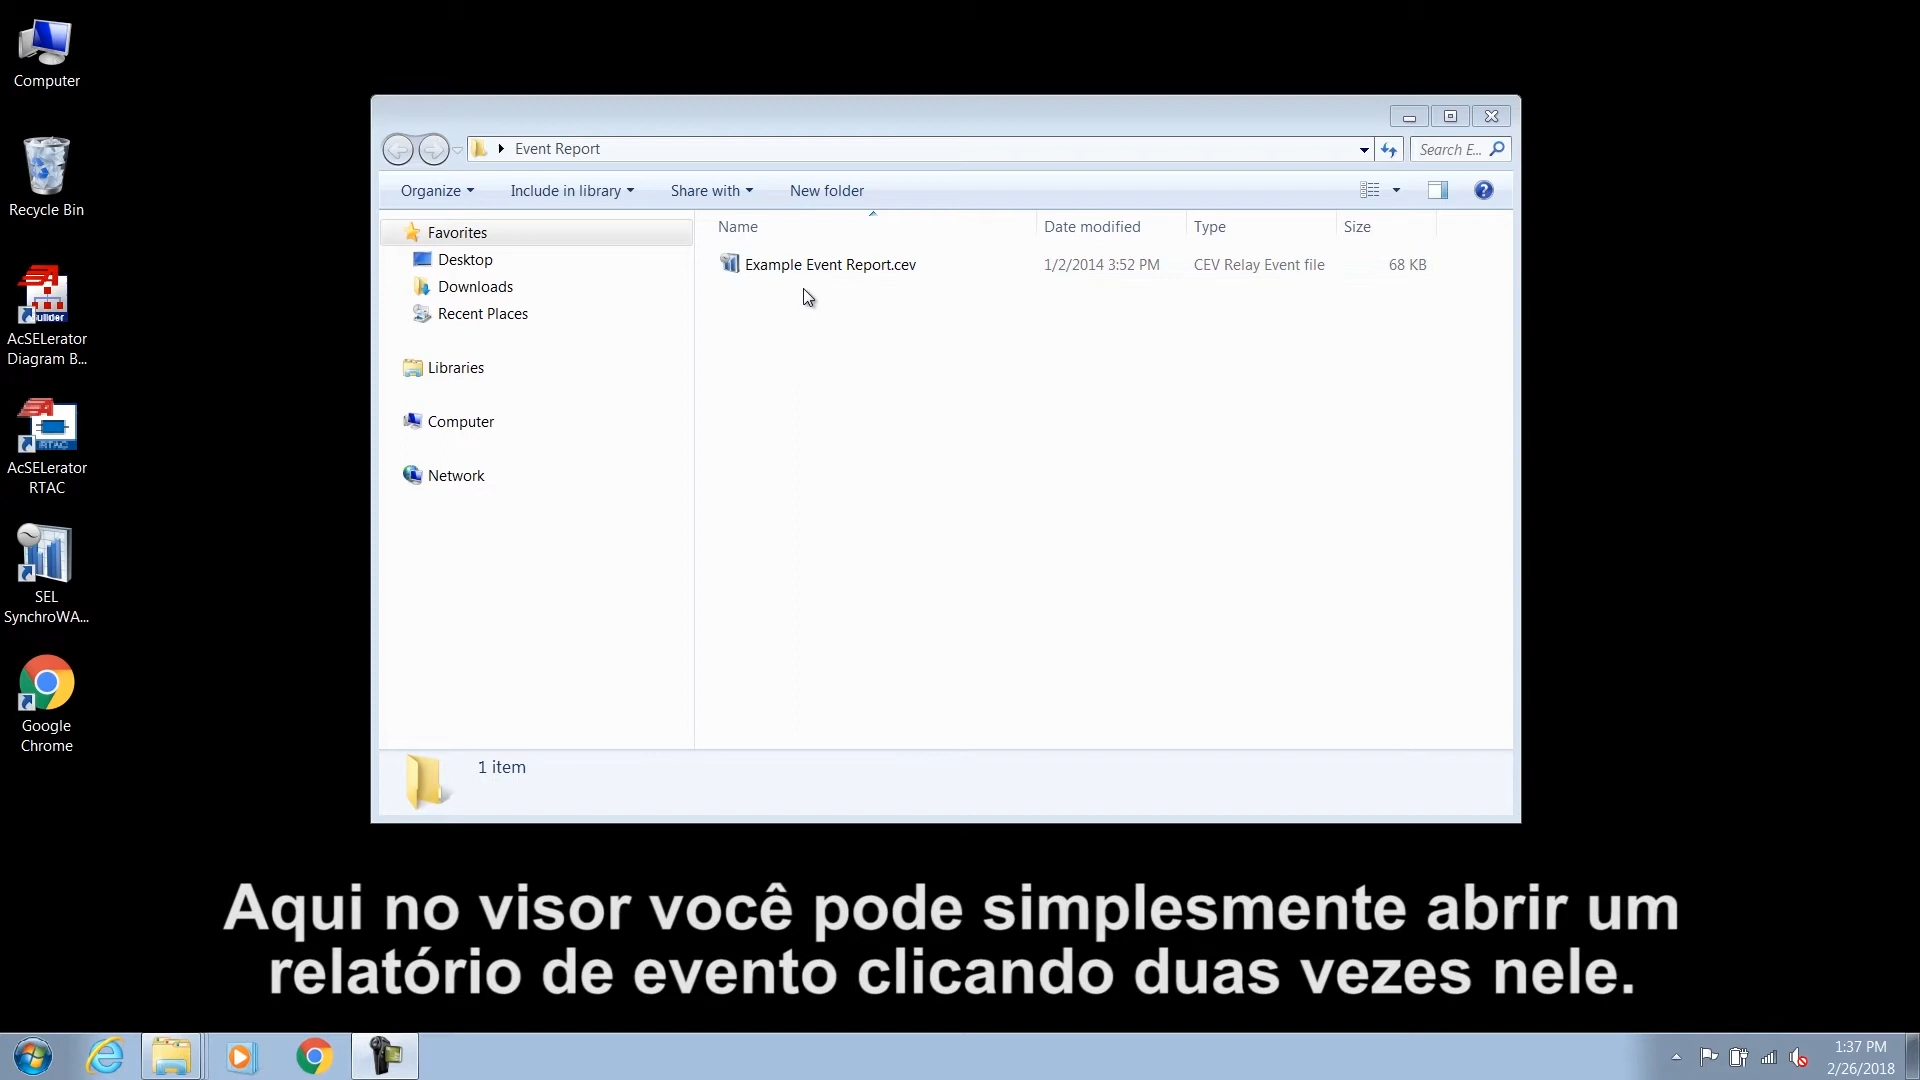 Computer
Recycle Bin
AcSELerator
Diagram B...
AcSELerator
RTAC
SEL
SynchroWA...
Google
Chrome
Event Report
Search E...
Organize
Include in library
Share with
New folder
Favorites
Desktop
Downloads
Recent Places
Libraries
Computer
Network
Name
Date modified
Type
Size
Example Event Report.cev
1/2/2014 3:52 PM
CEV Relay Event file
68 KB
1 item
Aqui no visor você pode simplesmente abrir um
relatório de evento clicando duas vezes nele.
1:37 PM
2/26/2018